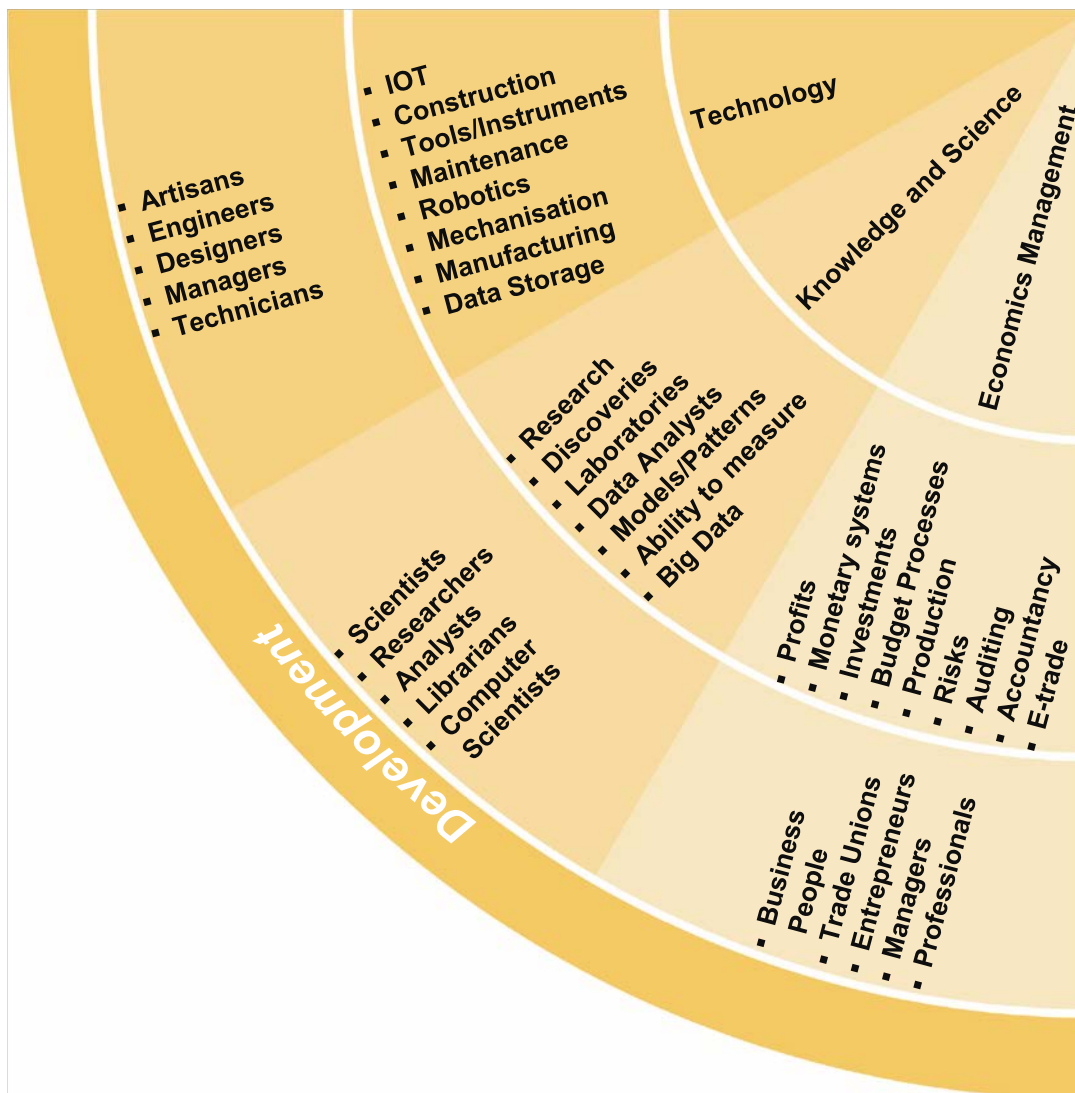 Technology
IOT
Construction
Tools/Instruments
Maintenance
Robotics
Mechanisation
Manufacturing
Data Storage
Artisans
Engineers
Designers
Managers
Technicians
Knowledge and Science
Research
Discoveries
Laboratories
Data Analysts
Models/Patterns
Ability to measure
Big Data
Scientists
Researchers
Analysts
Librarians
Computer
Scientists
Economics Management
Profits
Monetary systems
Investments
Budget Processes
Production
Risks
Auditing
Accountancy
E-trade
Business
People
Trade Unions
Entrepreneurs
Managers
Professionals
Development